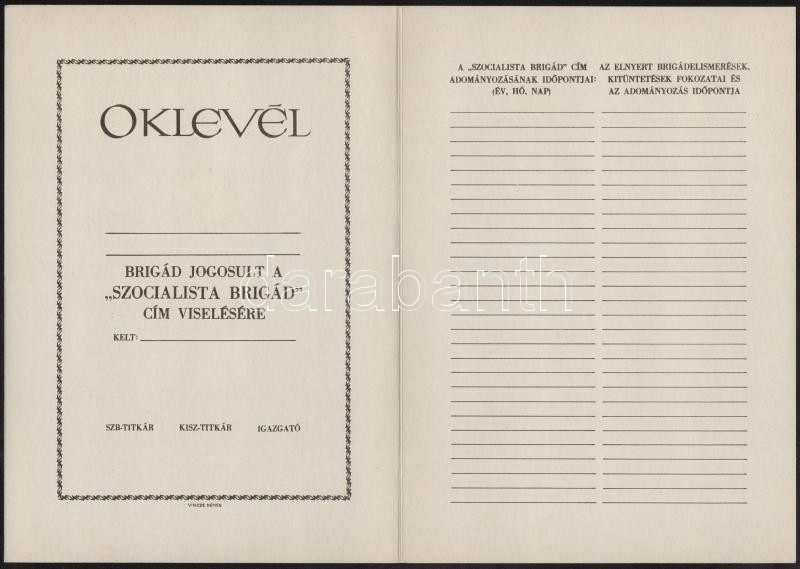 OKLEVÉL
BRIGÁD JOGOSULT A
„SZOCIALISTA BRIGÁD”
CÍM VISELÉSÉRE
KELT:
SZB-TITKÁR KISZ-TITKÁR IGAZGATÓ
VINCZE DÉNES
A „SZOCIALISTA BRIGÁD” CÍM
ADOMÁNYOZÁSÁNAK IDŐPONTJAI:
(ÉV, HÓ, NAP)
AZ ELNYERT BRIGÁDELISMERÉSEK,
KITÜNTETÉSEK FOKOZATAI ÉS
AZ ADOMÁNYOZÁS IDŐPONTJA
darabanth